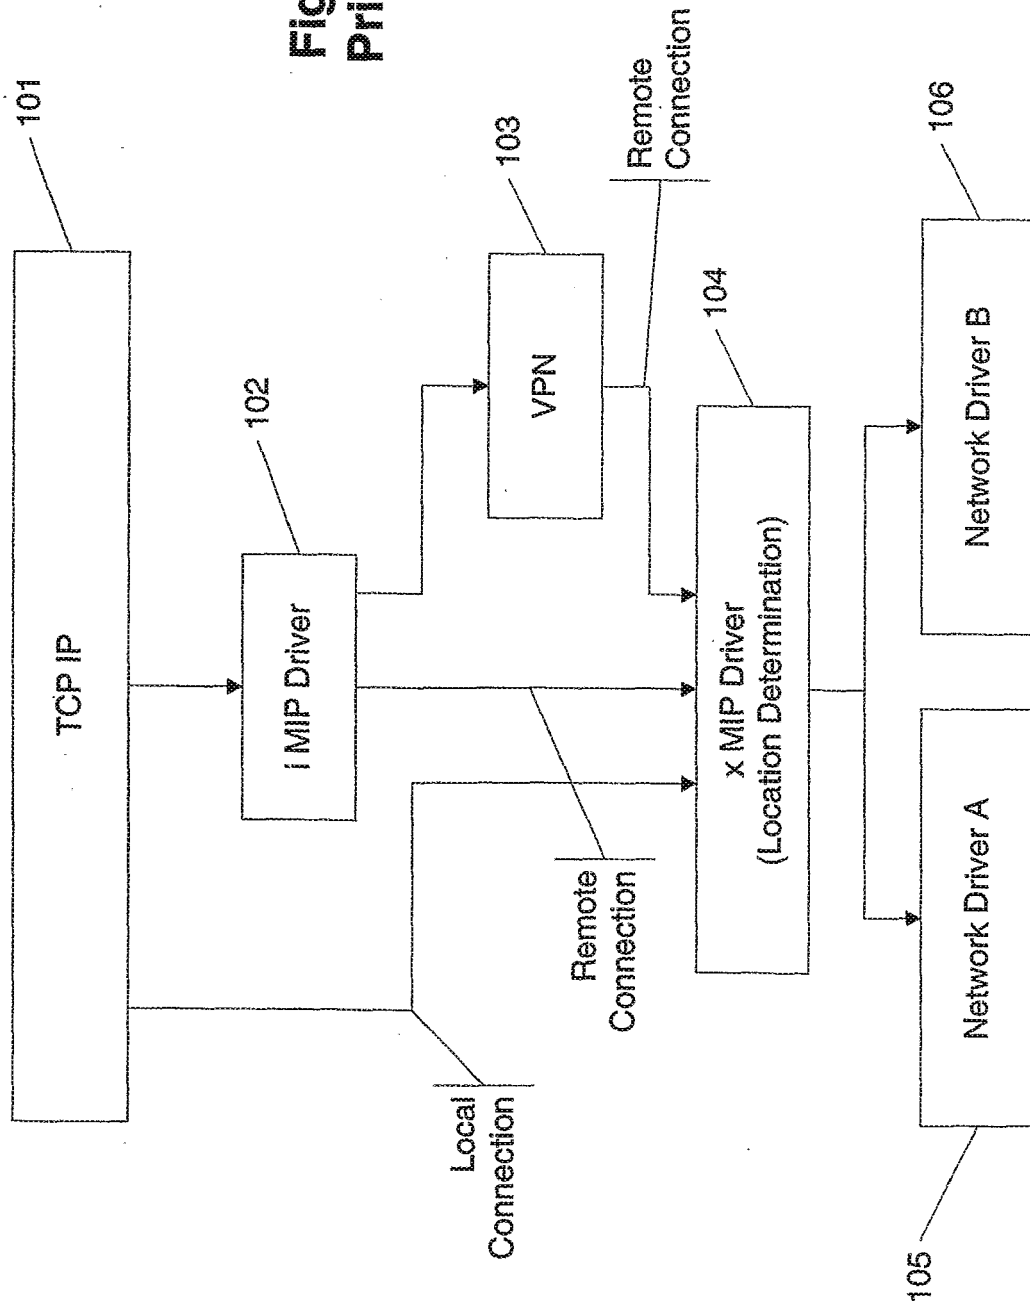 101
TCP IP
102
i MIP Driver
103
VPN
Local
Connection
Remote
Connection
Remote
Connection
104
x MIP Driver
(Location Determination)
105
Network Driver A
106
Network Driver B